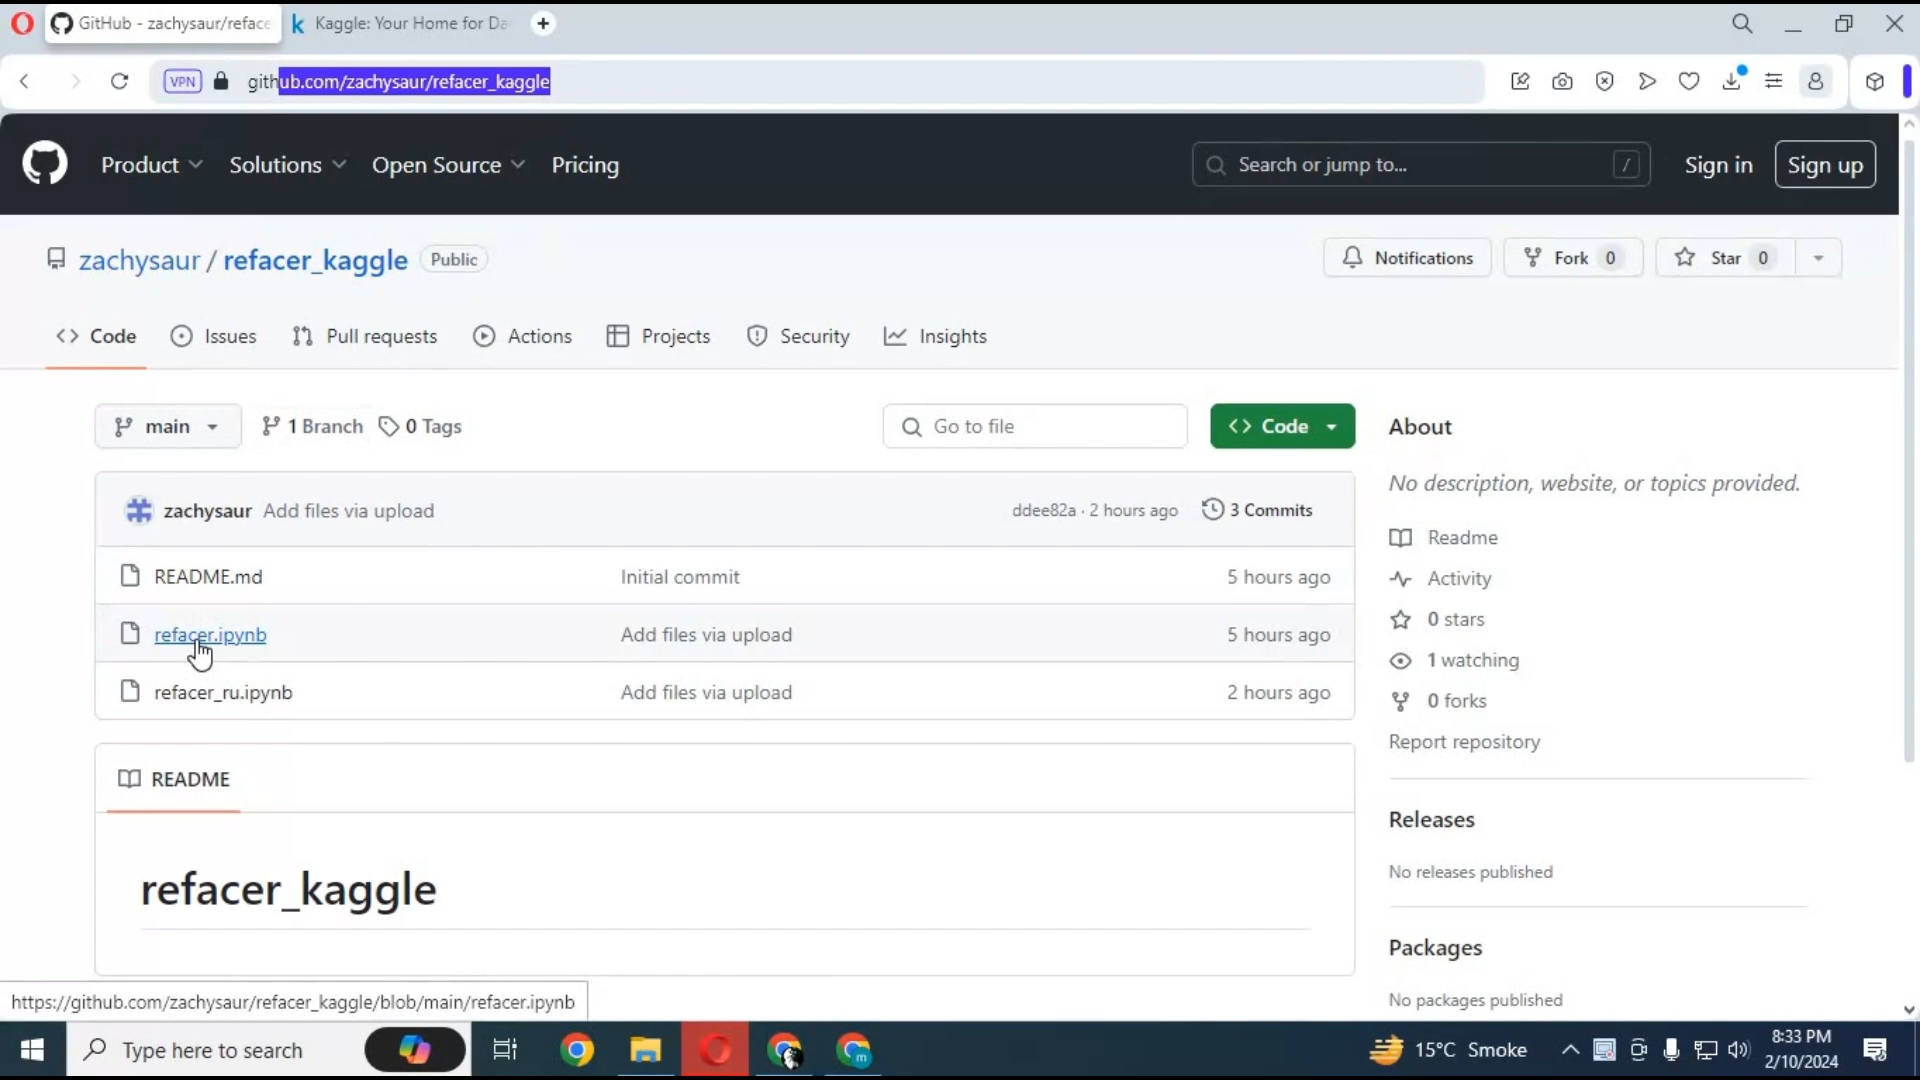 GitHub - zachysaur/reface
Kaggle: Your Home for Da
VPN github.com/zachysaur/refacer_kaggle
Product Solutions Open Source Pricing
Search or jump to... /
Sign in Sign up
zachysaur / refacer_kaggle Public
Notifications Fork 0 Star 0
Code Issues Pull requests Actions Projects Security Insights
main 1 Branch 0 Tags
Go to file
Code
About
No description, website, or topics provided.
zachysaur Add files via upload ddee82a · 2 hours ago 3 Commits
README.md Initial commit 5 hours ago
refacer.ipynb Add files via upload 5 hours ago
refacer_ru.ipynb Add files via upload 2 hours ago
Readme
Activity
0 stars
1 watching
0 forks
Report repository
README
refacer_kaggle
Releases
No releases published
Packages
No packages published
https://github.com/zachysaur/refacer_kaggle/blob/main/refacer.ipynb
Type here to search
m
15°C Smoke
8:33 PM
2/10/2024